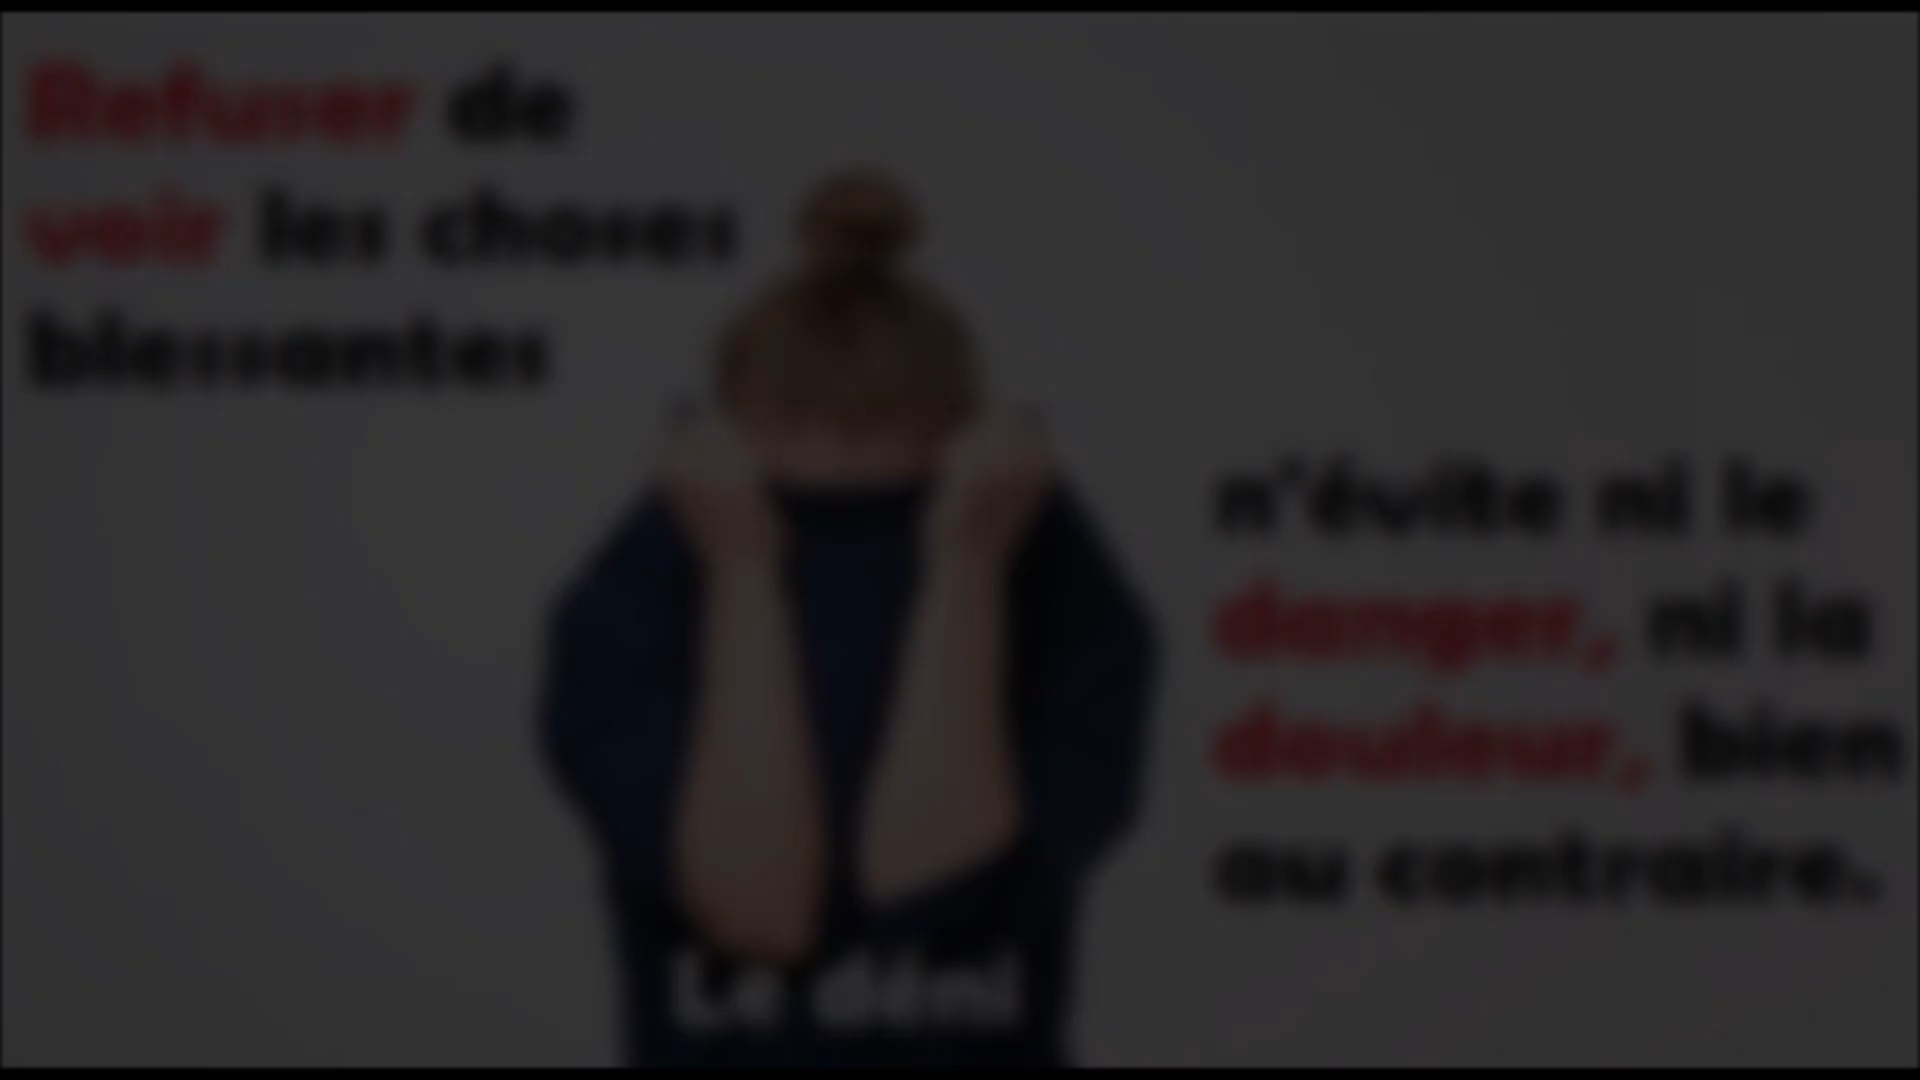 Refuser de
voir les choses
blessantes
n'évite ni le
danger, ni la
douleur, bien
au contraire.
Le déni